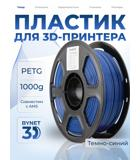 ПЛАСТИК
ДЛЯ 3D-ПРИНТЕРА
PETG
1000g
Совместим
с AMS
BYNET
3D
Темно-синий